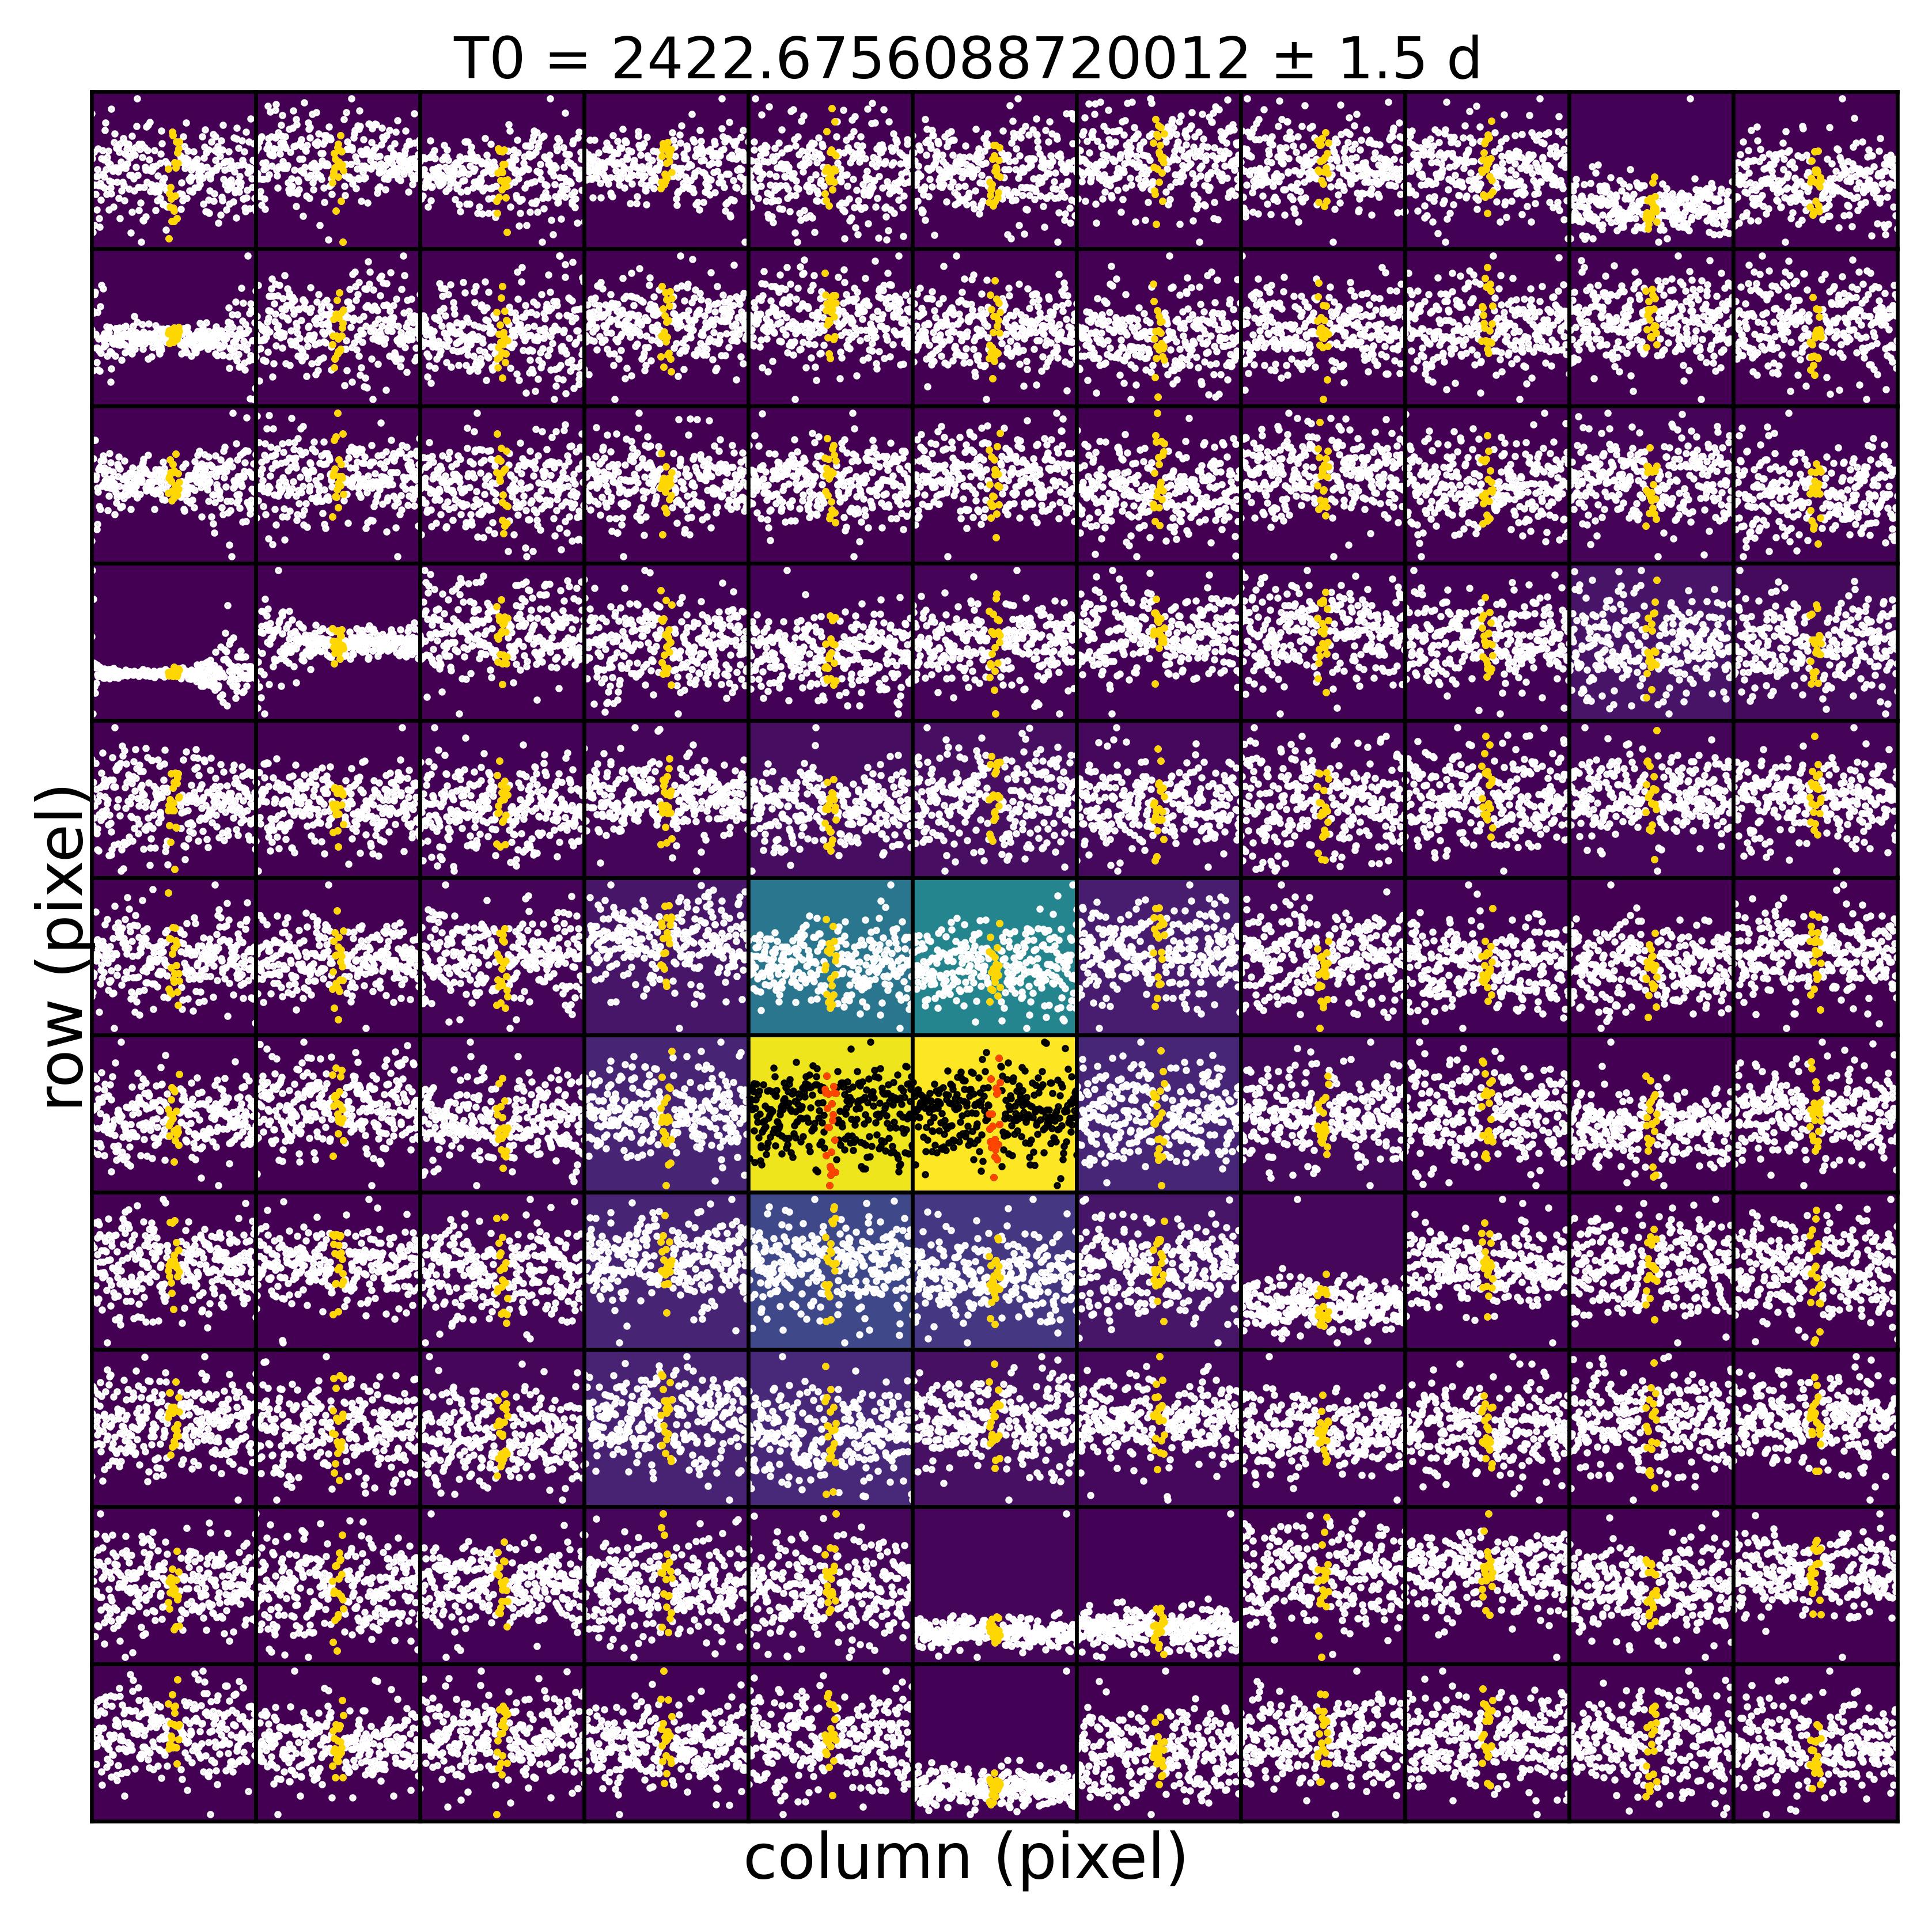 T0 = 2422.6756088720012 ± 1.5 d
row (pixel)
column (pixel)